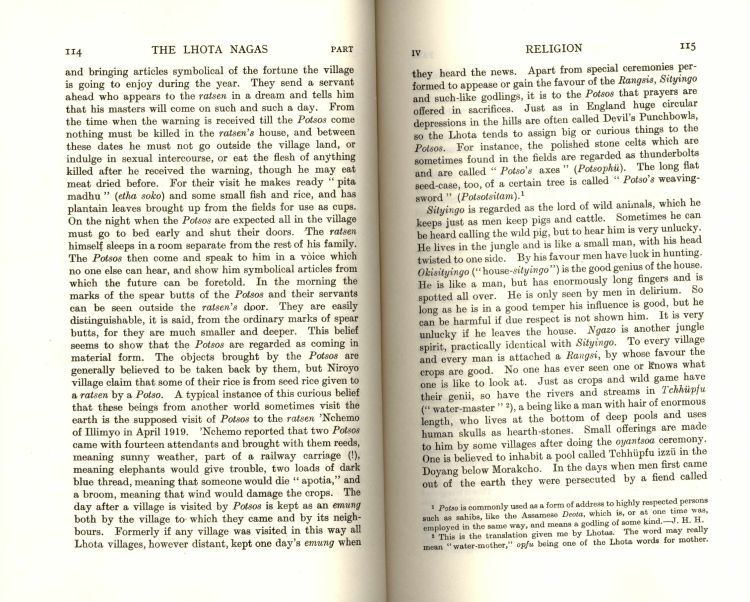 114 THE LHOTA NAGAS PART
and bringing articles symbolical of the fortune the village
is going to enjoy during the year. They send a servant
ahead who appears to the ratsen in a dream and tells him
that his masters will come on such and such a day. From
the time when the warning is received till the Potsos come
nothing must be killed in the ratsen's house, and between
these dates he must not go outside the village land, or
indulge in sexual intercourse, or eat the flesh of anything
killed after he received the warning, though he may eat
meat dried before. For their visit he makes ready " pita
madhu " (etha soko) and some small fish and rice, and has
plantain leaves brought up from the fields for use as cups.
On the night when the Potsos are expected all in the village
must go to bed early and shut their doors. The ratsen
himself sleeps in a room separate from the rest of his family.
The Potsos then come and speak to him in a voice which
no one else can hear, and show him symbolical articles from
which the future can be foretold. In the morning the
marks of the spear butts of the Potsos and their servants
can be seen outside the ratsen's door. They are easily
distinguishable, it is said, from the ordinary marks of spear
butts, for they are much smaller and deeper. This belief
seems to show that the Potsos are regarded as coming in
material form. The objects brought by the Potsos are
generally believed to be taken back by them, but Niroyo
village claim that some of their rice is from seed rice given to
a ratsen by a Potso. A typical instance of this curious belief
that these beings from another world sometimes visit the
earth is the supposed visit of Potsos to the ratsen 'Nchemo
of Illimyo in April 1919. 'Nchemo reported that two Potsos
came with fourteen attendants and brought with them reeds,
meaning sunny weather, part of a railway carriage (!),
meaning elephants would give trouble, two loads of dark
blue thread, meaning that someone would die " apotia," and
a broom, meaning that wind would damage the crops. The
day after a village is visited by Potsos is kept as an emung
both by the village to which they came and by its neigh-
bours. Formerly if any village was visited in this way all
Lhota villages, however distant, kept one day's emung when
IV RELIGION 115
they heard the news. Apart from special ceremonies per-
formed to appease or gain the favour of the Rangsis, Sityingo
and such-like godlings, it is to the Potsos that prayers are
offered in sacrifices. Just as in England huge circular
depressions in the hills are often called Devil's Punchbowls,
so the Lhota tends to assign big or curious things to the
Potsos. For instance, the polished stone celts which are
sometimes found in the fields are regarded as thunderbolts
and are called " Potso's axes " (Potsophü). The long flat
seed-case, too, of a certain tree is called " Potso's weaving-
sword " (Potsotsitam).¹
Sityingo is regarded as the lord of wild animals, which he
keeps just as men keep pigs and cattle. Sometimes he can
be heard calling the wild pig, but to hear him is very unlucky.
He lives in the jungle and is like a small man, with his head
twisted to one side. By his favour men have luck in hunting.
Okisityingo (" house-sityingo ") is the good genius of the house.
He is like a man, but has enormously long fingers and is
spotted all over. He is only seen by men in delirium. So
long as he is in a good temper his influence is good, but he
can be harmful if due respect is not shown him. It is very
unlucky if he leaves the house. Ngazo is another jungle
spirit, practically identical with Sityingo. To every village
and every man is attached a Rangsi, by whose favour the
crops are good. No one has ever seen one or knows what
one is like to look at. Just as crops and wild game have
their genii, so have the rivers and streams in Tchhüpfu
(" water-master " ²), a being like a man with hair of enormous
length, who lives at the bottom of deep pools and uses
human skulls as hearth-stones. Small offerings are made
to him by some villages after doing the oyantsoa ceremony.
One is believed to inhabit a pool called Tchhüpfu izzü in the
Doyang below Morakcho. In the days when men first came
out of the earth they were persecuted by a fiend called
¹ Potso is commonly used as a form of address to highly respected persons
such as sahibs, like the Assamese Deota, which is, or at one time was,
employed in the same way, and means a godling of some kind.—J. H. H.
² This is the translation given me by Lhotas. The word may really
mean " water-mother," opfu being one of the Lhota words for mother.